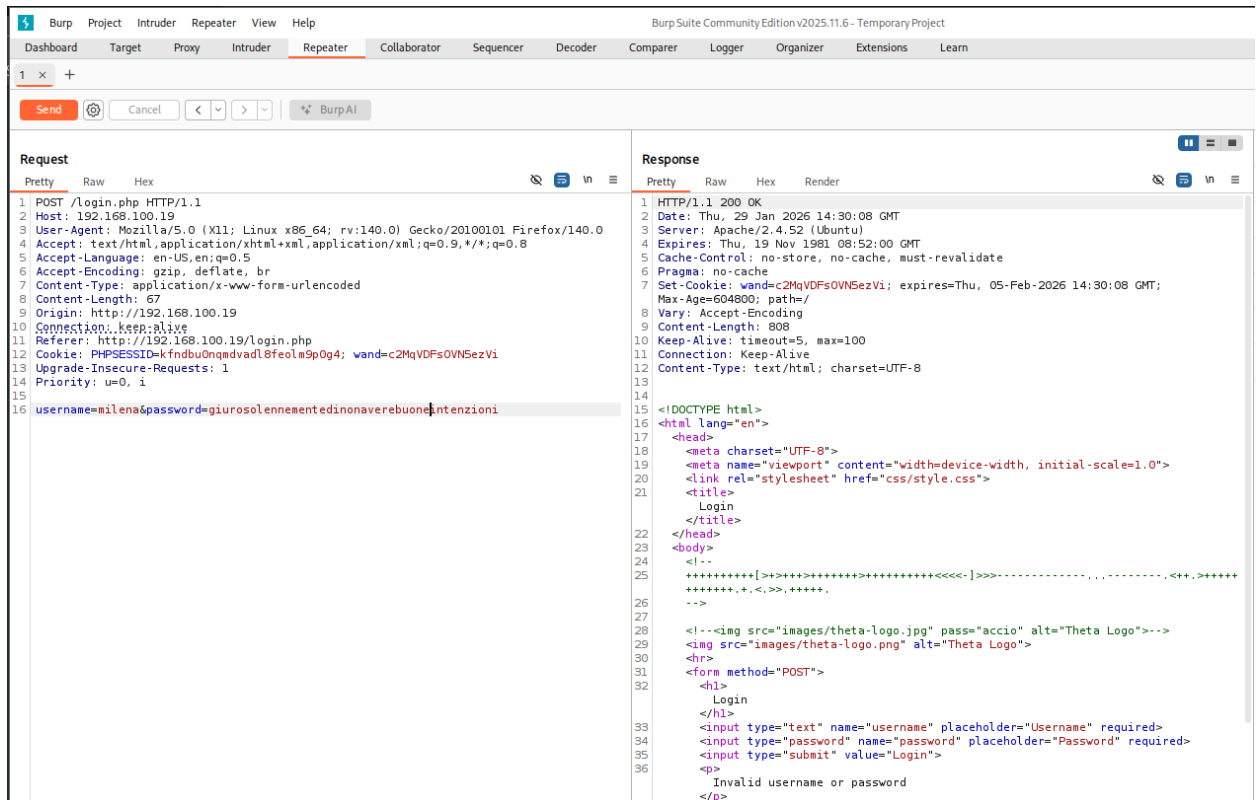 Burp Project Intruder Repeater View Help Burp Suite Community Edition v2025.11.6 - Temporary Project
Dashboard Target Proxy Intruder Repeater Collaborator Sequencer Decoder Comparer Logger Organizer Extensions Learn
1 × +
Send Cancel < > Burp AI
Request
Pretty Raw Hex \n
1 POST /login.php HTTP/1.1
2 Host: 192.168.100.19
3 User-Agent: Mozilla/5.0 (X11; Linux x86_64; rv:140.0) Gecko/20100101 Firefox/140.0
4 Accept: text/html,application/xhtml+xml,application/xml;q=0.9,*/*;q=0.8
5 Accept-Language: en-US,en;q=0.5
6 Accept-Encoding: gzip, deflate, br
7 Content-Type: application/x-www-form-urlencoded
8 Content-Length: 67
9 Origin: http://192.168.100.19
10 Connection: keep-alive
11 Referer: http://192.168.100.19/login.php
12 Cookie: PHPSESSID=kfndbu0nqmdvadl8feolm9p0g4; wand=c2MqVDFsOVN5ezVi
13 Upgrade-Insecure-Requests: 1
14 Priority: u=0, i
15
16 username=milena&password=giurosolennementedinonaverebuoneintenzioni
Response
Pretty Raw Hex Render \n
1 HTTP/1.1 200 OK
2 Date: Thu, 29 Jan 2026 14:30:08 GMT
3 Server: Apache/2.4.52 (Ubuntu)
4 Expires: Thu, 19 Nov 1981 08:52:00 GMT
5 Cache-Control: no-store, no-cache, must-revalidate
6 Pragma: no-cache
7 Set-Cookie: wand=c2MqVDFsOVN5ezVi; expires=Thu, 05-Feb-2026 14:30:08 GMT;
Max-Age=604800; path=/
8 Vary: Accept-Encoding
9 Content-Length: 808
10 Keep-Alive: timeout=5, max=100
11 Connection: Keep-Alive
12 Content-Type: text/html; charset=UTF-8
13
14
15 <!DOCTYPE html>
16 <html lang="en">
17 <head>
18 <meta charset="UTF-8">
19 <meta name="viewport" content="width=device-width, initial-scale=1.0">
20 <link rel="stylesheet" href="css/style.css">
21 <title>
Login
</title>
22 </head>
23 <body>
24 <!--
25 ++++++++++[>+>+++>+++++++>++++++++++<<<<-]>>>-------------...--------.<++.>+++++
+++++++.+.<.>>.+++++.
26 -->
27
28 <!--<img src="images/theta-logo.jpg" pass="accio" alt="Theta Logo">-->
29 <img src="images/theta-logo.png" alt="Theta Logo">
30 <hr>
31 <form method="POST">
32 <h1>
Login
</h1>
33 <input type="text" name="username" placeholder="Username" required>
34 <input type="password" name="password" placeholder="Password" required>
35 <input type="submit" value="Login">
36 <p>
Invalid username or password
</p>